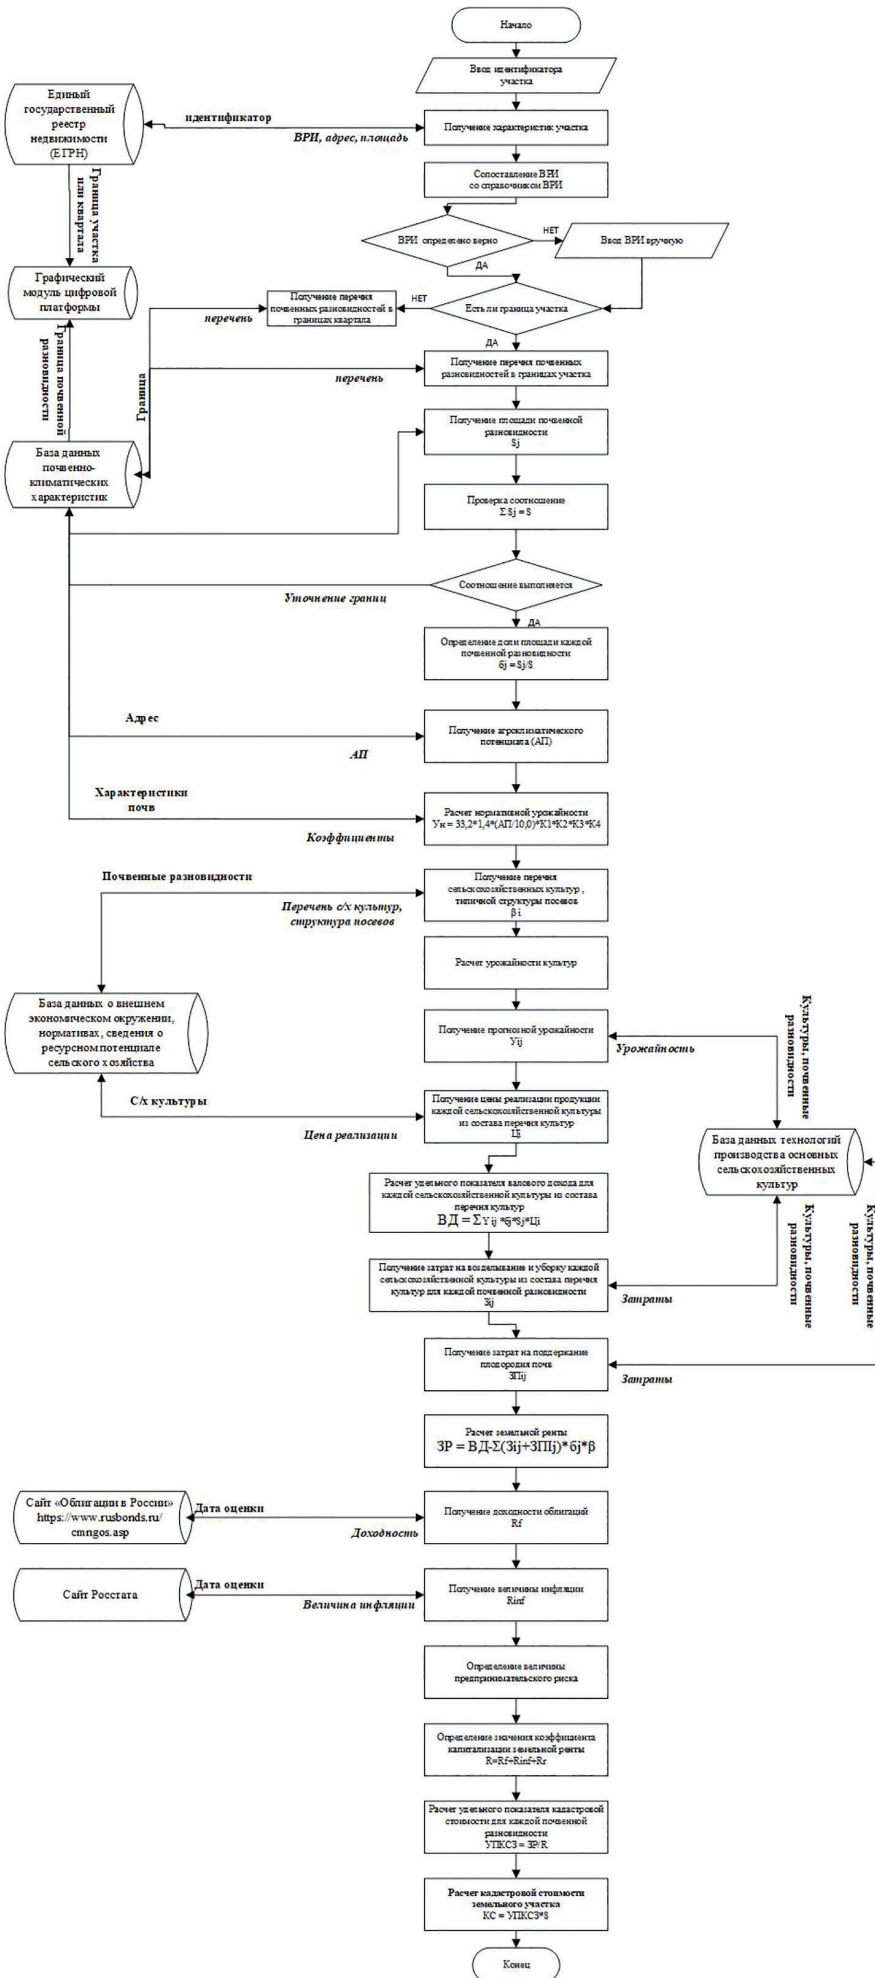 Начало
Ввод идентификатора
участка
Единый
государственный
реестр
недвижимости
(ЕГРН)
идентификатор
ВРИ, адрес, площадь
Получение характеристик участка
Сопоставление ВРИ
со справочником ВРИ
Граница участка
или квартала
ВРИ определено верно
НЕТ
Ввод ВРИ вручную
ДА
Графический
модуль цифровой
платформы
Получение перечня
почвенных разновидностей в
границах квартала
НЕТ
Есть ли граница участка
перечень
ДА
Граница почвенной
разновидности
Граница
Получение перечня почвенных
разновидностей в границах участка
перечень
Получение площади почвенной
разновидности
Sj
База данных
почвенно-
климатических
характеристик
Проверка соотношение
Σ Sj = S
Соотношение выполняется
Уточнение границ
ДА
Определение доли площади каждой
почвенной разновидности
бj = Sj/S
Адрес
АП
Получение агроклиматического
потенциала (АП)
Характеристики
почв
Коэффициенты
Расчет нормативной урожайности
Ун = 33,2*1,4*(АП/10,0)*К1*К2*К3*К4
Почвенные разновидности
Перечень с/х культур,
структура посевов
Получение перечня
сельскохозяйственных культур ,
типичной структуры посевов
β i
Расчет урожайности культур
База данных о внешнем
экономическом окружении,
нормативах, сведения о
ресурсном потенциале
сельского хозяйства
Получение прогнозной урожайности
Уij
Урожайность
Культуры, почвенные
разновидности
С/х культуры
Цена реализации
Получение цены реализации продукции
каждой сельскохозяйственной культуры
из состава перечня культур
Цi
База данных технологий
производства основных
сельскохозяйственных
культур
Расчет удельного показателя валового дохода для
каждой сельскохозяйственной культуры из состава
перечня культур
ВД = ΣУij *бj*Sj*Цi
Культуры, почвенные
разновидности
Культуры, почвенные
разновидности
Получение затрат на возделывание и уборку каждой
сельскохозяйственной культуры из состава перечня
культур для каждой почвенной разновидности
Зij
Затраты
Получение затрат на поддержание
плодородия почв
ЗПij
Затраты
Расчет земельной ренты
ЗР = ВД-Σ(Зij+ЗПIj)*бj*β
Сайт «Облигации в России»
https://www.rusbonds.ru/
cmngos.asp
Дата оценки
Доходность
Получение доходности облигаций
Rf
Сайт Росстата
Дата оценки
Величина инфляции
Получение величины инфляции
Rinf
Определение величины
предпринимательского риска
Определение значения коэффициента
капитализации земельной ренты
R=Rf+Rinf+Rr
Расчет удельного показателя кадастровой
стоимости для каждой почвенной
разновидности
УПКСЗ = ЗР/R
Расчет кадастровой стоимости
земельного участка
КС = УПКСЗ*S
Конец